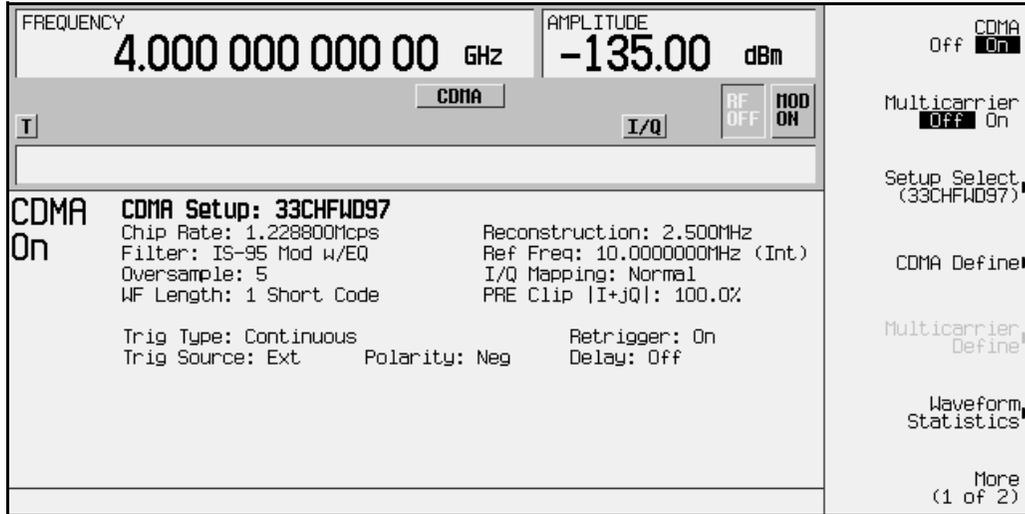 FREQUENCY
4.000 000 000 00 GHz
AMPLITUDE
-135.00 dBm
CDMA
RF OFF
MOD ON
T
I/Q
CDMA On
CDMA Setup: 33CHFWD97
Chip Rate: 1.228800Mcps
Reconstruction: 2.500MHz
Filter: IS-95 Mod w/EQ
Ref Freq: 10.0000000MHz (Int)
Oversample: 5
I/Q Mapping: Normal
WF Length: 1 Short Code
PRE Clip |I+jQ|: 100.0%
Trig Type: Continuous
Retrigger: On
Trig Source: Ext
Polarity: Neg
Delay: Off
CDMA
Off On
Multicarrier
Off On
Setup Select
(33CHFWD97)
CDMA Define
Multicarrier
Define
Waveform
Statistics
More
(1 of 2)